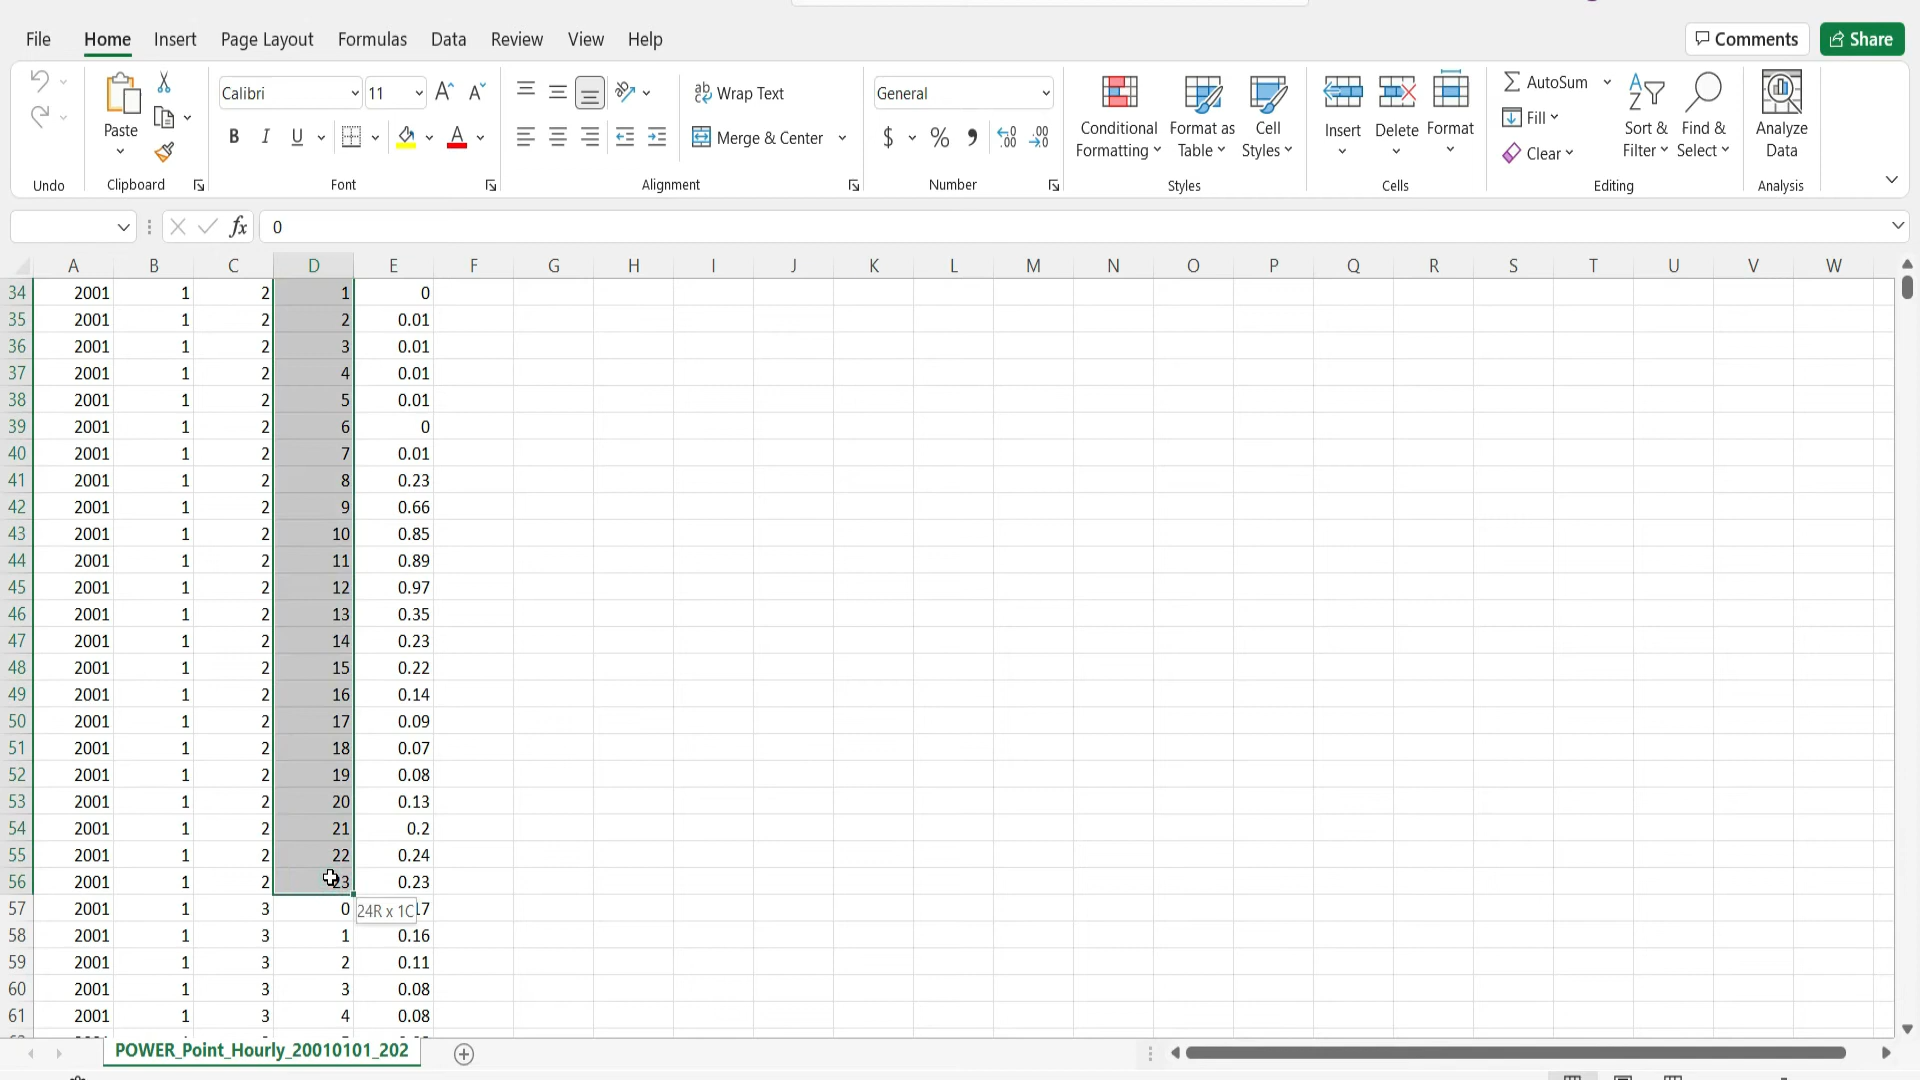 File Home Insert Page Layout Formulas Data Review View Help Comments Share
Calibri 11 Wrap Text General AutoSum
Paste B I U Merge & Center $ % , Conditional Formatting Format as Table Cell Styles Insert Delete Format Fill Clear Sort & Filter Find & Select Analyze Data
Undo Clipboard Font Alignment Number Styles Cells Editing Analysis
fx 0
A B C D E F G H I J K L M N O P Q R S T U V W
34 2001 1 2 1 0
35 2001 1 2 2 0.01
36 2001 1 2 3 0.01
37 2001 1 2 4 0.01
38 2001 1 2 5 0.01
39 2001 1 2 6 0
40 2001 1 2 7 0.01
41 2001 1 2 8 0.23
42 2001 1 2 9 0.66
43 2001 1 2 10 0.85
44 2001 1 2 11 0.89
45 2001 1 2 12 0.97
46 2001 1 2 13 0.35
47 2001 1 2 14 0.23
48 2001 1 2 15 0.22
49 2001 1 2 16 0.14
50 2001 1 2 17 0.09
51 2001 1 2 18 0.07
52 2001 1 2 19 0.08
53 2001 1 2 20 0.13
54 2001 1 2 21 0.2
55 2001 1 2 22 0.24
56 2001 1 2 23 0.23
57 2001 1 3 0 24R x 1C 17
58 2001 1 3 1 0.16
59 2001 1 3 2 0.11
60 2001 1 3 3 0.08
61 2001 1 3 4 0.08
POWER_Point_Hourly_20010101_202